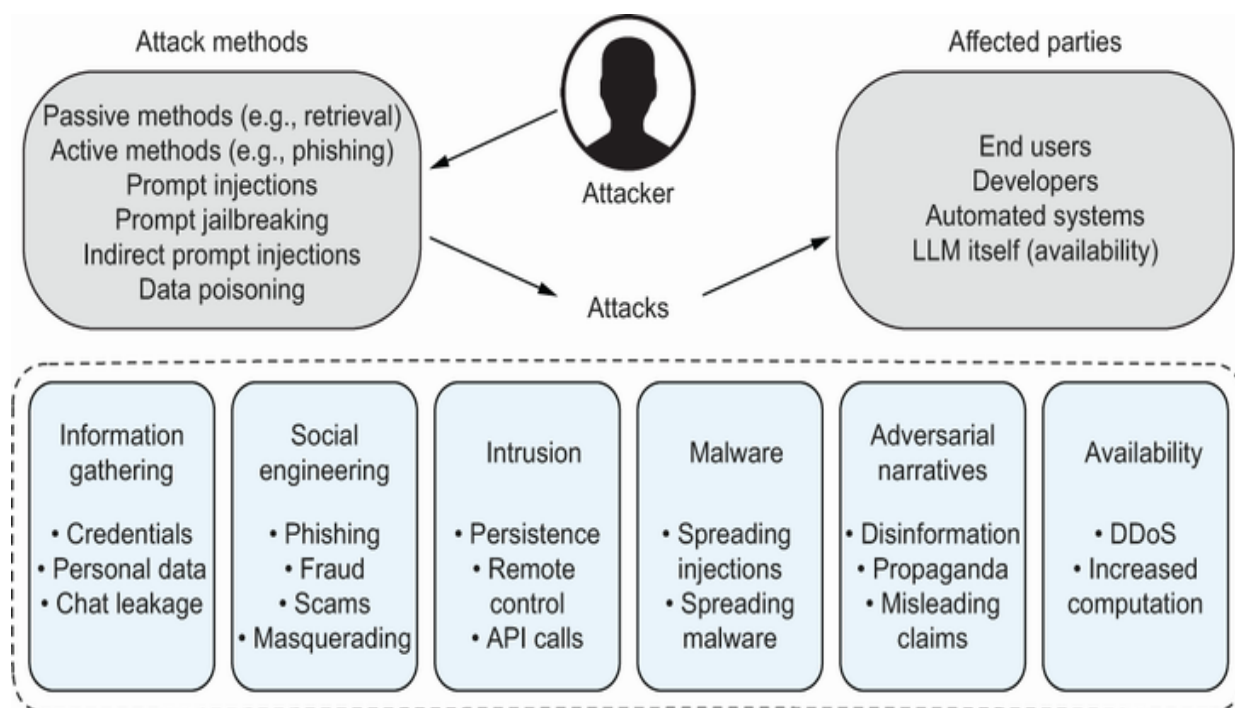 Attack methods
Affected parties
Passive methods (e.g., retrieval)
Active methods (e.g., phishing)
Prompt injections
Prompt jailbreaking
Indirect prompt injections
Data poisoning
Attacker
End users
Developers
Automated systems
LLM itself (availability)
Attacks
Information
gathering
• Credentials
• Personal data
• Chat leakage
Social
engineering
• Phishing
• Fraud
• Scams
• Masquerading
Intrusion
• Persistence
• Remote
control
• API calls
Malware
• Spreading
injections
• Spreading
malware
Adversarial
narratives
• Disinformation
• Propaganda
• Misleading
claims
Availability
• DDoS
• Increased
computation